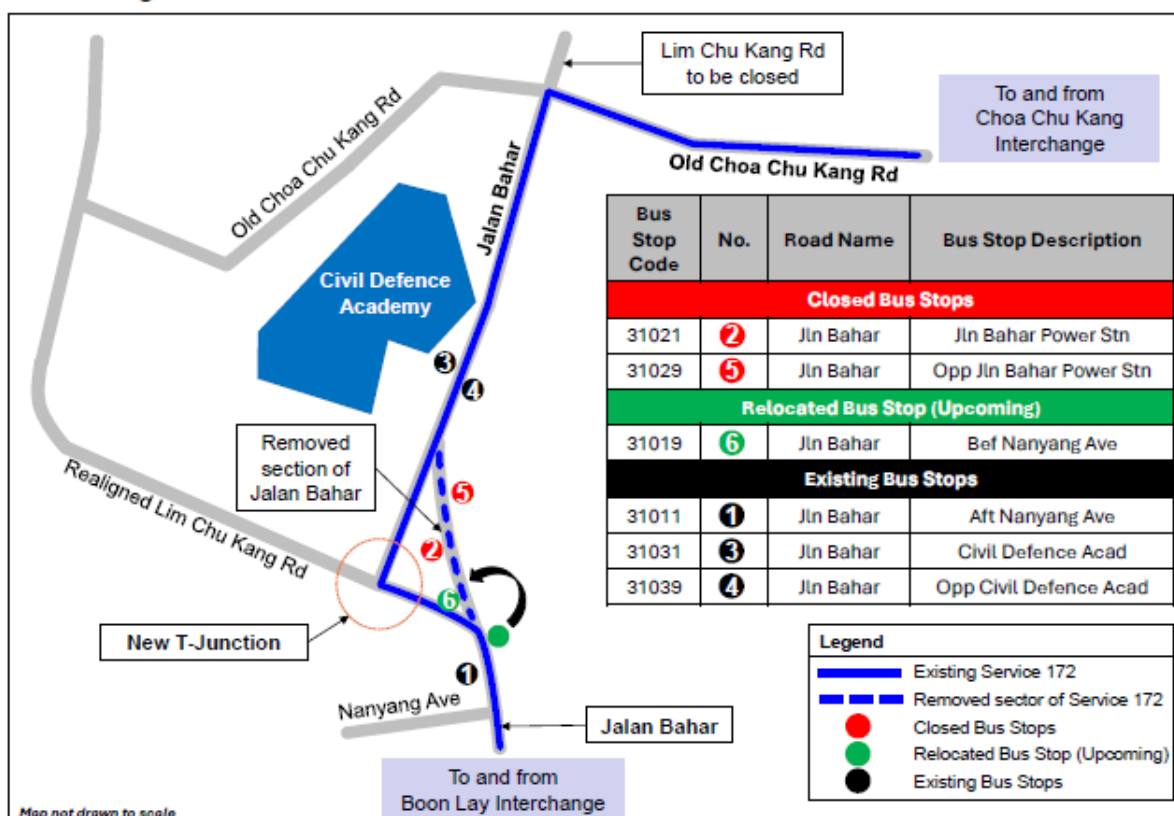 Lim Chu Kang Rd
to be closed
To and from
Choa Chu Kang
Interchange
Old Choa Chu Kang Rd
Jalan Bahar
Old Choa Chu Kang Rd
Civil Defence
Academy
Bus
Stop
Code
No.
Road Name
Bus Stop Description
Closed Bus Stops
31021 2 Jln Bahar Jln Bahar Power Stn
31029 5 Jln Bahar Opp Jln Bahar Power Stn
Relocated Bus Stop (Upcoming)
31019 6 Jln Bahar Bef Nanyang Ave
Existing Bus Stops
31011 1 Jln Bahar Aft Nanyang Ave
31031 3 Jln Bahar Civil Defence Acad
31039 4 Jln Bahar Opp Civil Defence Acad
3
4
Removed
section of
Jalan Bahar
5
2
6
1
Realigned Lim Chu Kang Rd
New T-Junction
Nanyang Ave
Jalan Bahar
To and from
Boon Lay Interchange
Legend
Existing Service 172
Removed sector of Service 172
Closed Bus Stops
Relocated Bus Stop (Upcoming)
Existing Bus Stops
Map not drawn to scale